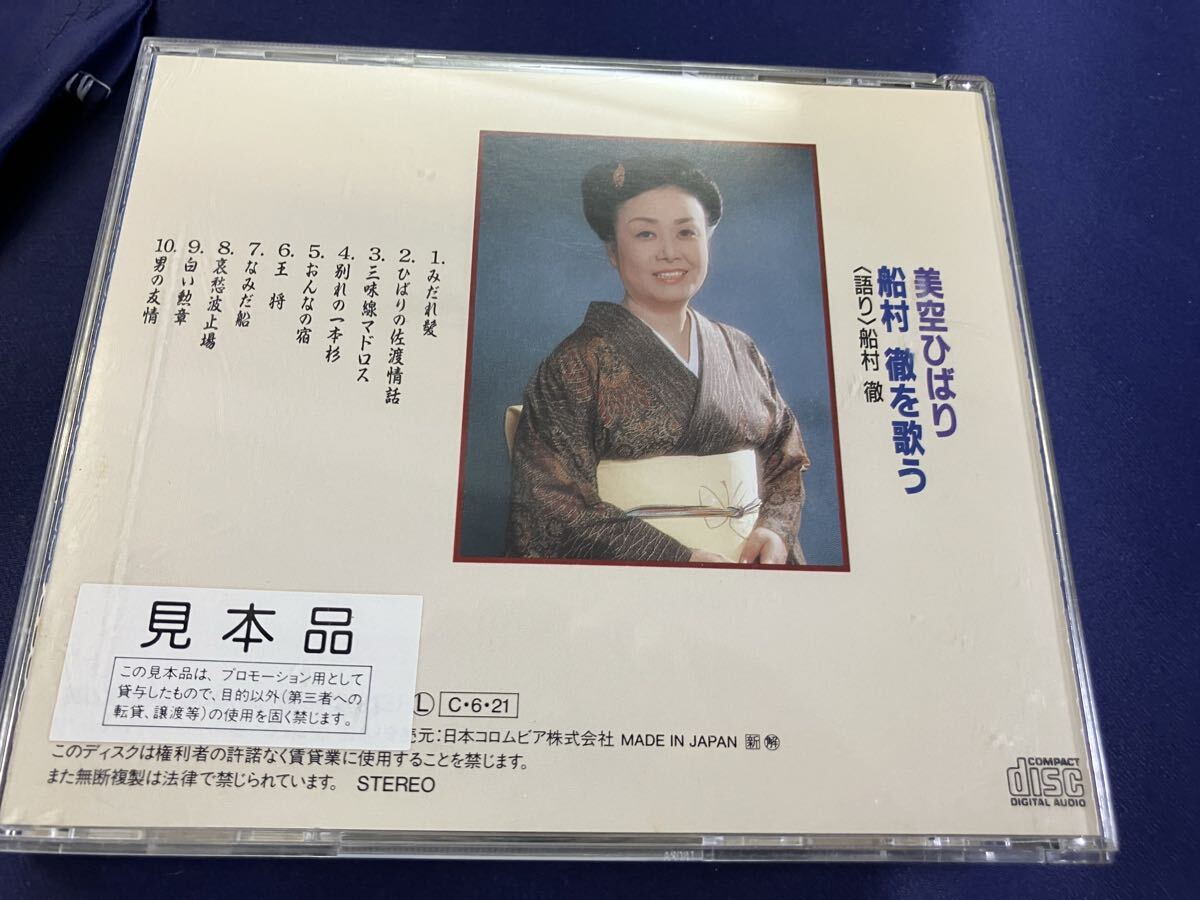 美空ひばり
船村 徹を歌う
〈語り〉船村 徹
1.みだれ髪
2.ひばりの佐渡情話
3.三味線マドロス
4.別れの一本杉
5.おんなの宿
6.王 将
7.なみだ船
8.哀愁波止場
9.白い勲章
10.男の友情
見本品
この見本品は、プロモーション用として
貸与したもので、目的以外(第三者への
転貸、譲渡等)の使用を固く禁じます。
Ⓛ C・6・21
元:日本コロムビア株式会社 MADE IN JAPAN 新 解
このディスクは権利者の許諾なく賃貸業に使用することを禁じます。
また無断複製は法律で禁じられています。 STEREO
COMPACT
disc
DIGITAL AUDIO